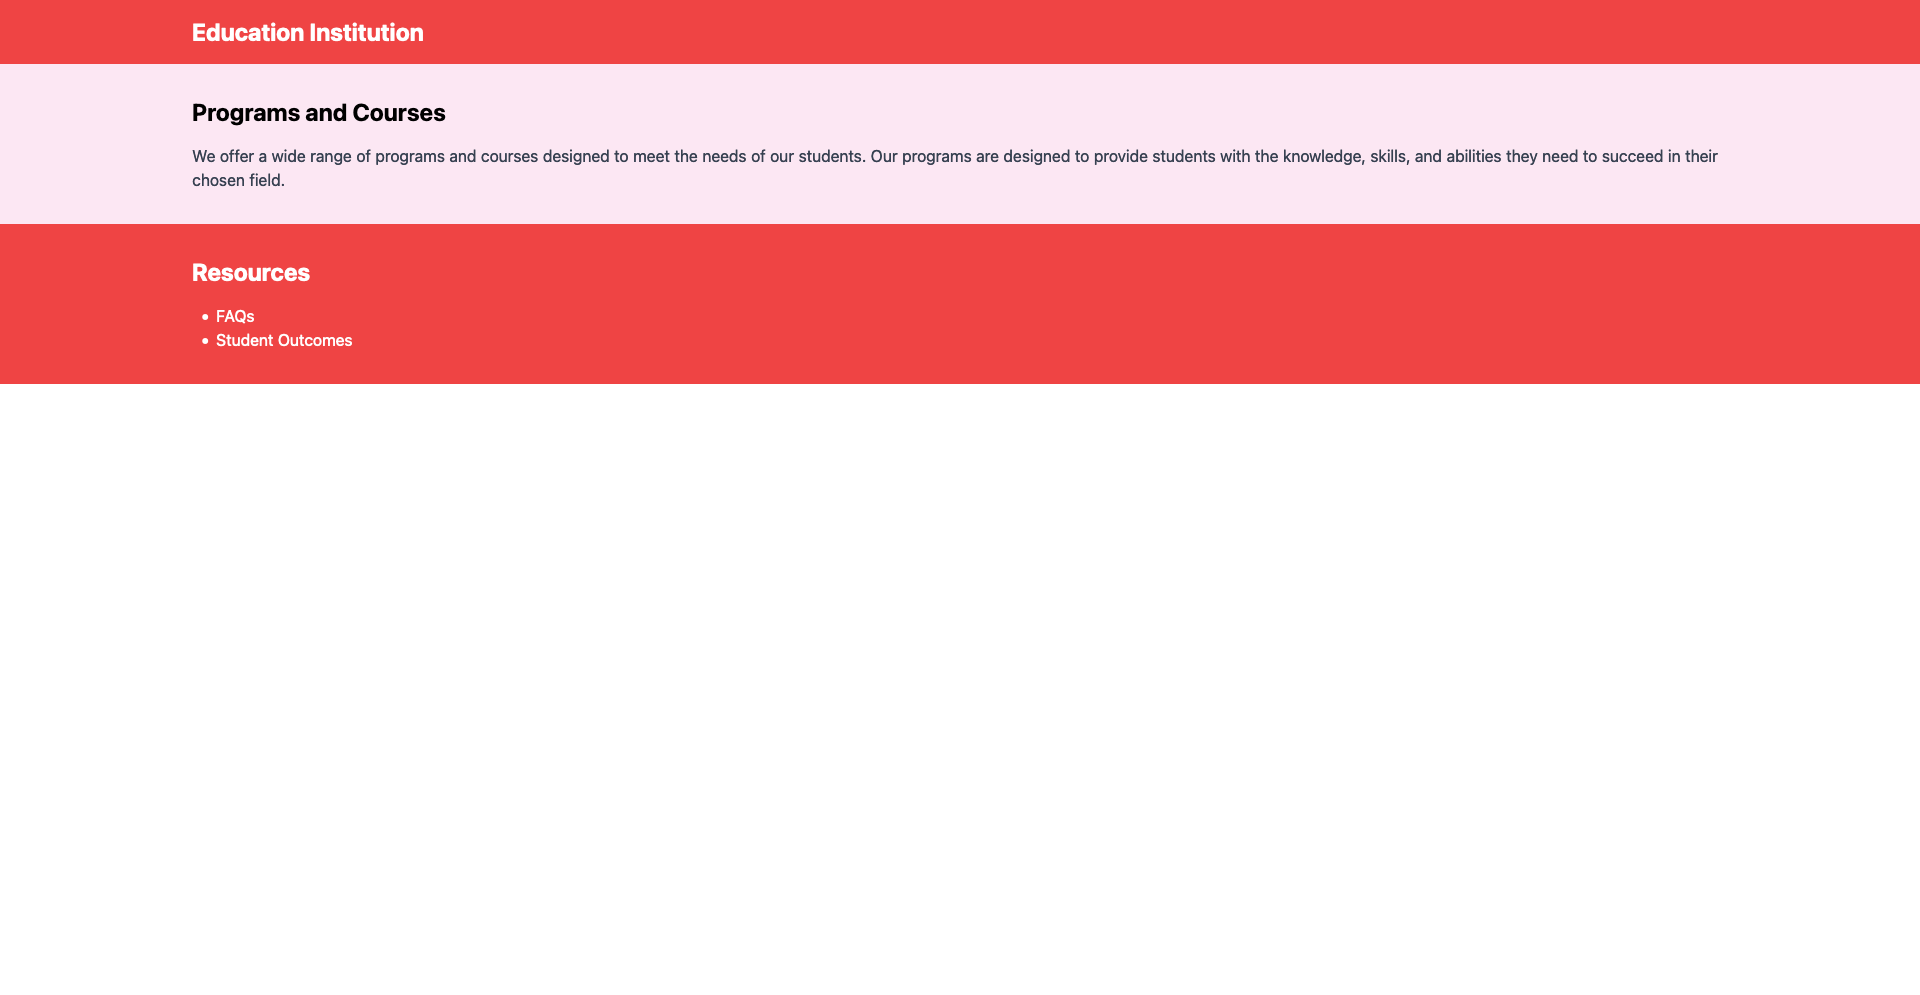 Education Institution
Programs and Courses
We offer a wide range of programs and courses designed to meet the needs of our students. Our programs are designed to provide students with the knowledge, skills, and abilities they need to succeed in their
chosen field.
Resources
• FAQs
• Student Outcomes